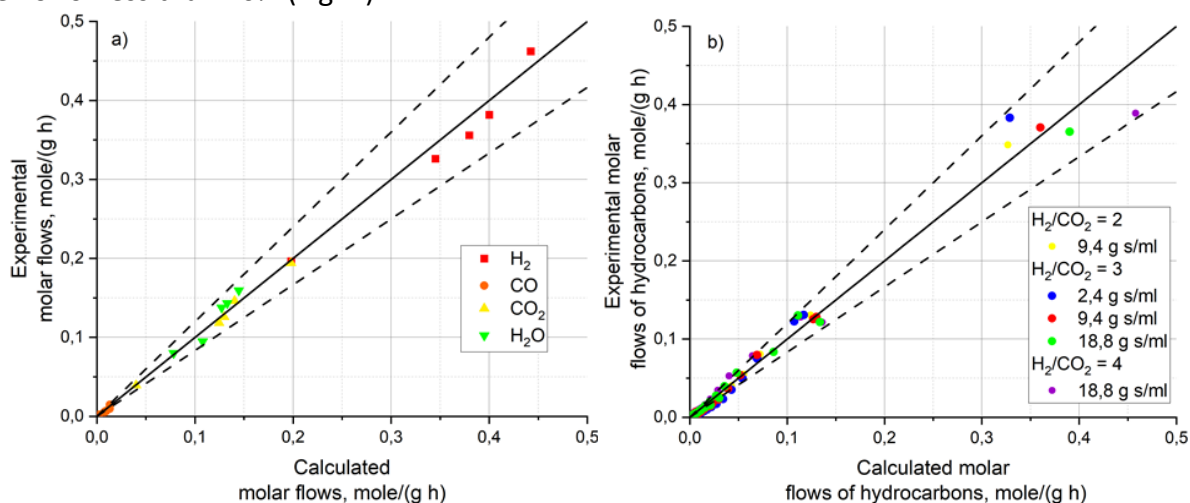 a)
0,5
0,4
0,3
0,2
0,1
0,0
Experimental
molar flows, mole/(g h)
H₂
CO
CO₂
H₂O
0,0 0,1 0,2 0,3 0,4 0,5
Calculated
molar flows, mole/(g h)
b)
0,5
0,4
0,3
0,2
0,1
0,0
Experimental molar
flows of hydrocarbons, mole/(g h)
H₂/CO₂ = 2
9,4 g s/ml
H₂/CO₂ = 3
2,4 g s/ml
9,4 g s/ml
18,8 g s/ml
H₂/CO₂ = 4
18,8 g s/ml
0,0 0,1 0,2 0,3 0,4 0,5
Calculated molar
flows of hydrocarbons, mole/(g h)